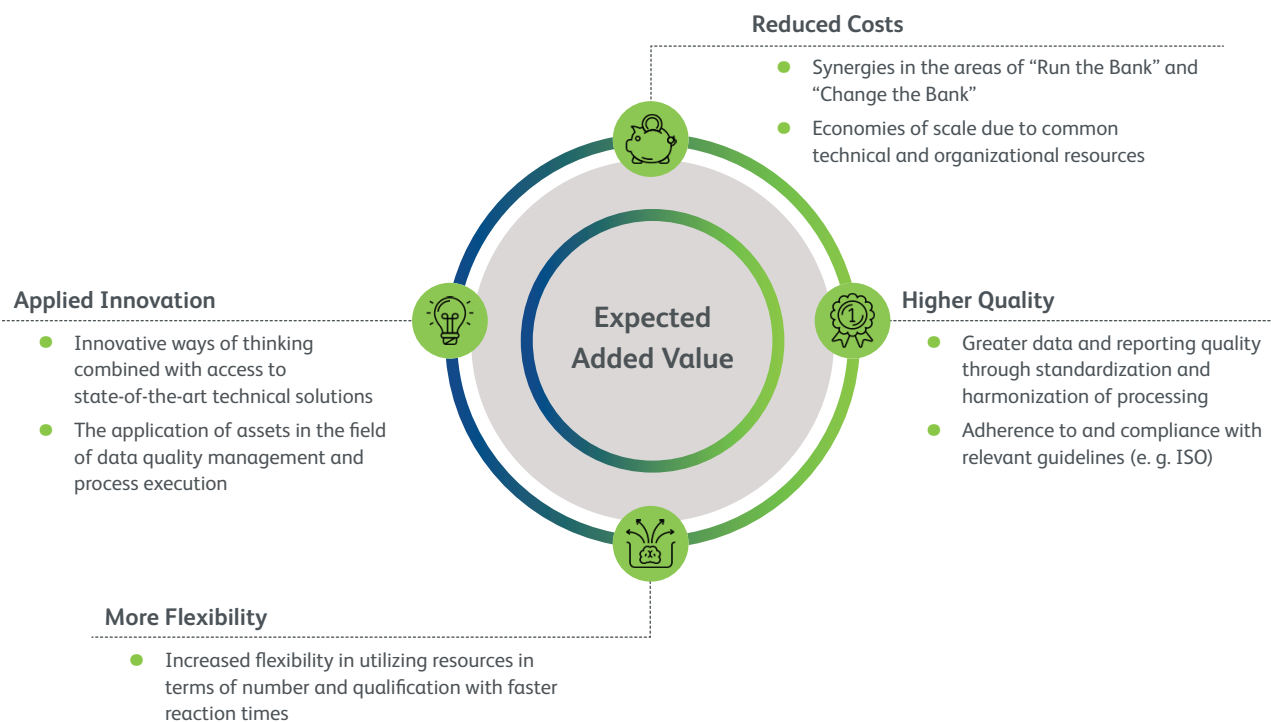 Reduced Costs
Synergies in the areas of “Run the Bank” and
“Change the Bank”
Economies of scale due to common
technical and organizational resources
Applied Innovation
Innovative ways of thinking
combined with access to
state-of-the-art technical solutions
The application of assets in the field
of data quality management and
process execution
Expected
Added Value
1
Higher Quality
Greater data and reporting quality
through standardization and
harmonization of processing
Adherence to and compliance with
relevant guidelines (e. g. ISO)
More Flexibility
Increased flexibility in utilizing resources in
terms of number and qualification with faster
reaction times